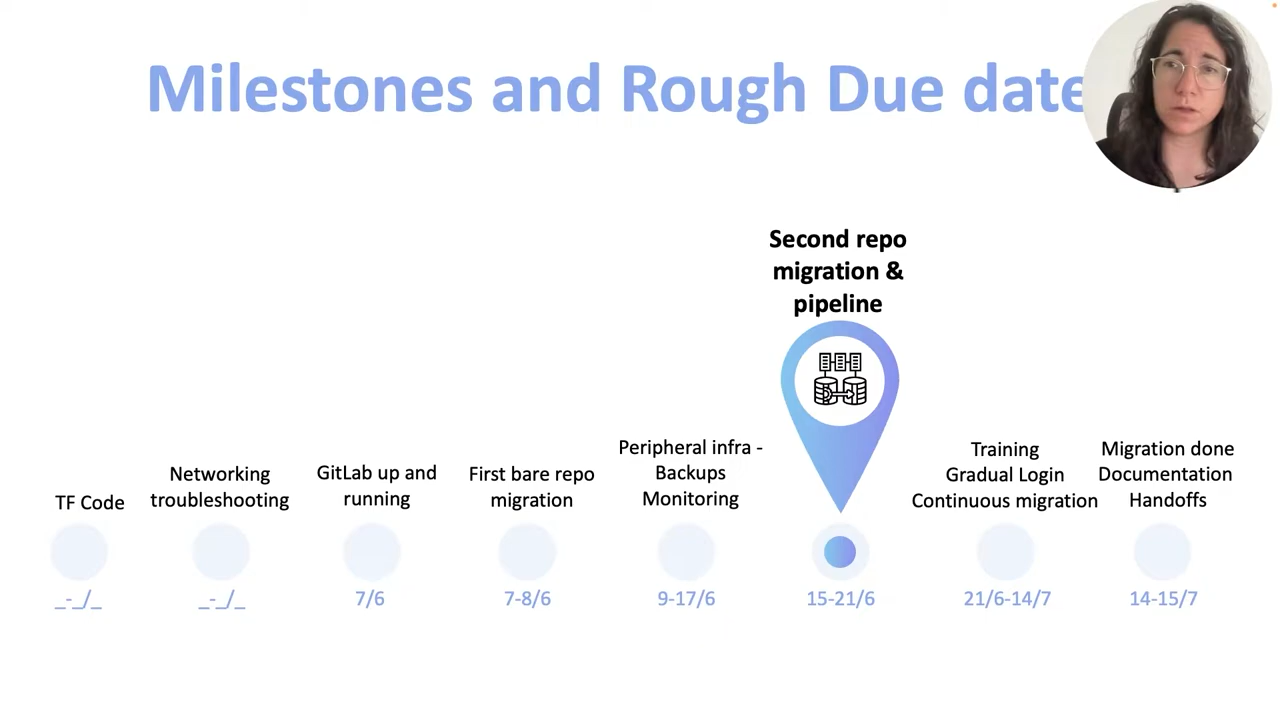 Milestones and Rough Due date
Second repo
migration &
pipeline
TF Code
Networking
troubleshooting
GitLab up and
running
First bare repo
migration
Peripheral infra -
Backups
Monitoring
Training
Gradual Login
Continuous migration
Migration done
Documentation
Handoffs
_-_/_
_-_/_
7/6
7-8/6
9-17/6
15-21/6
21/6-14/7
14-15/7